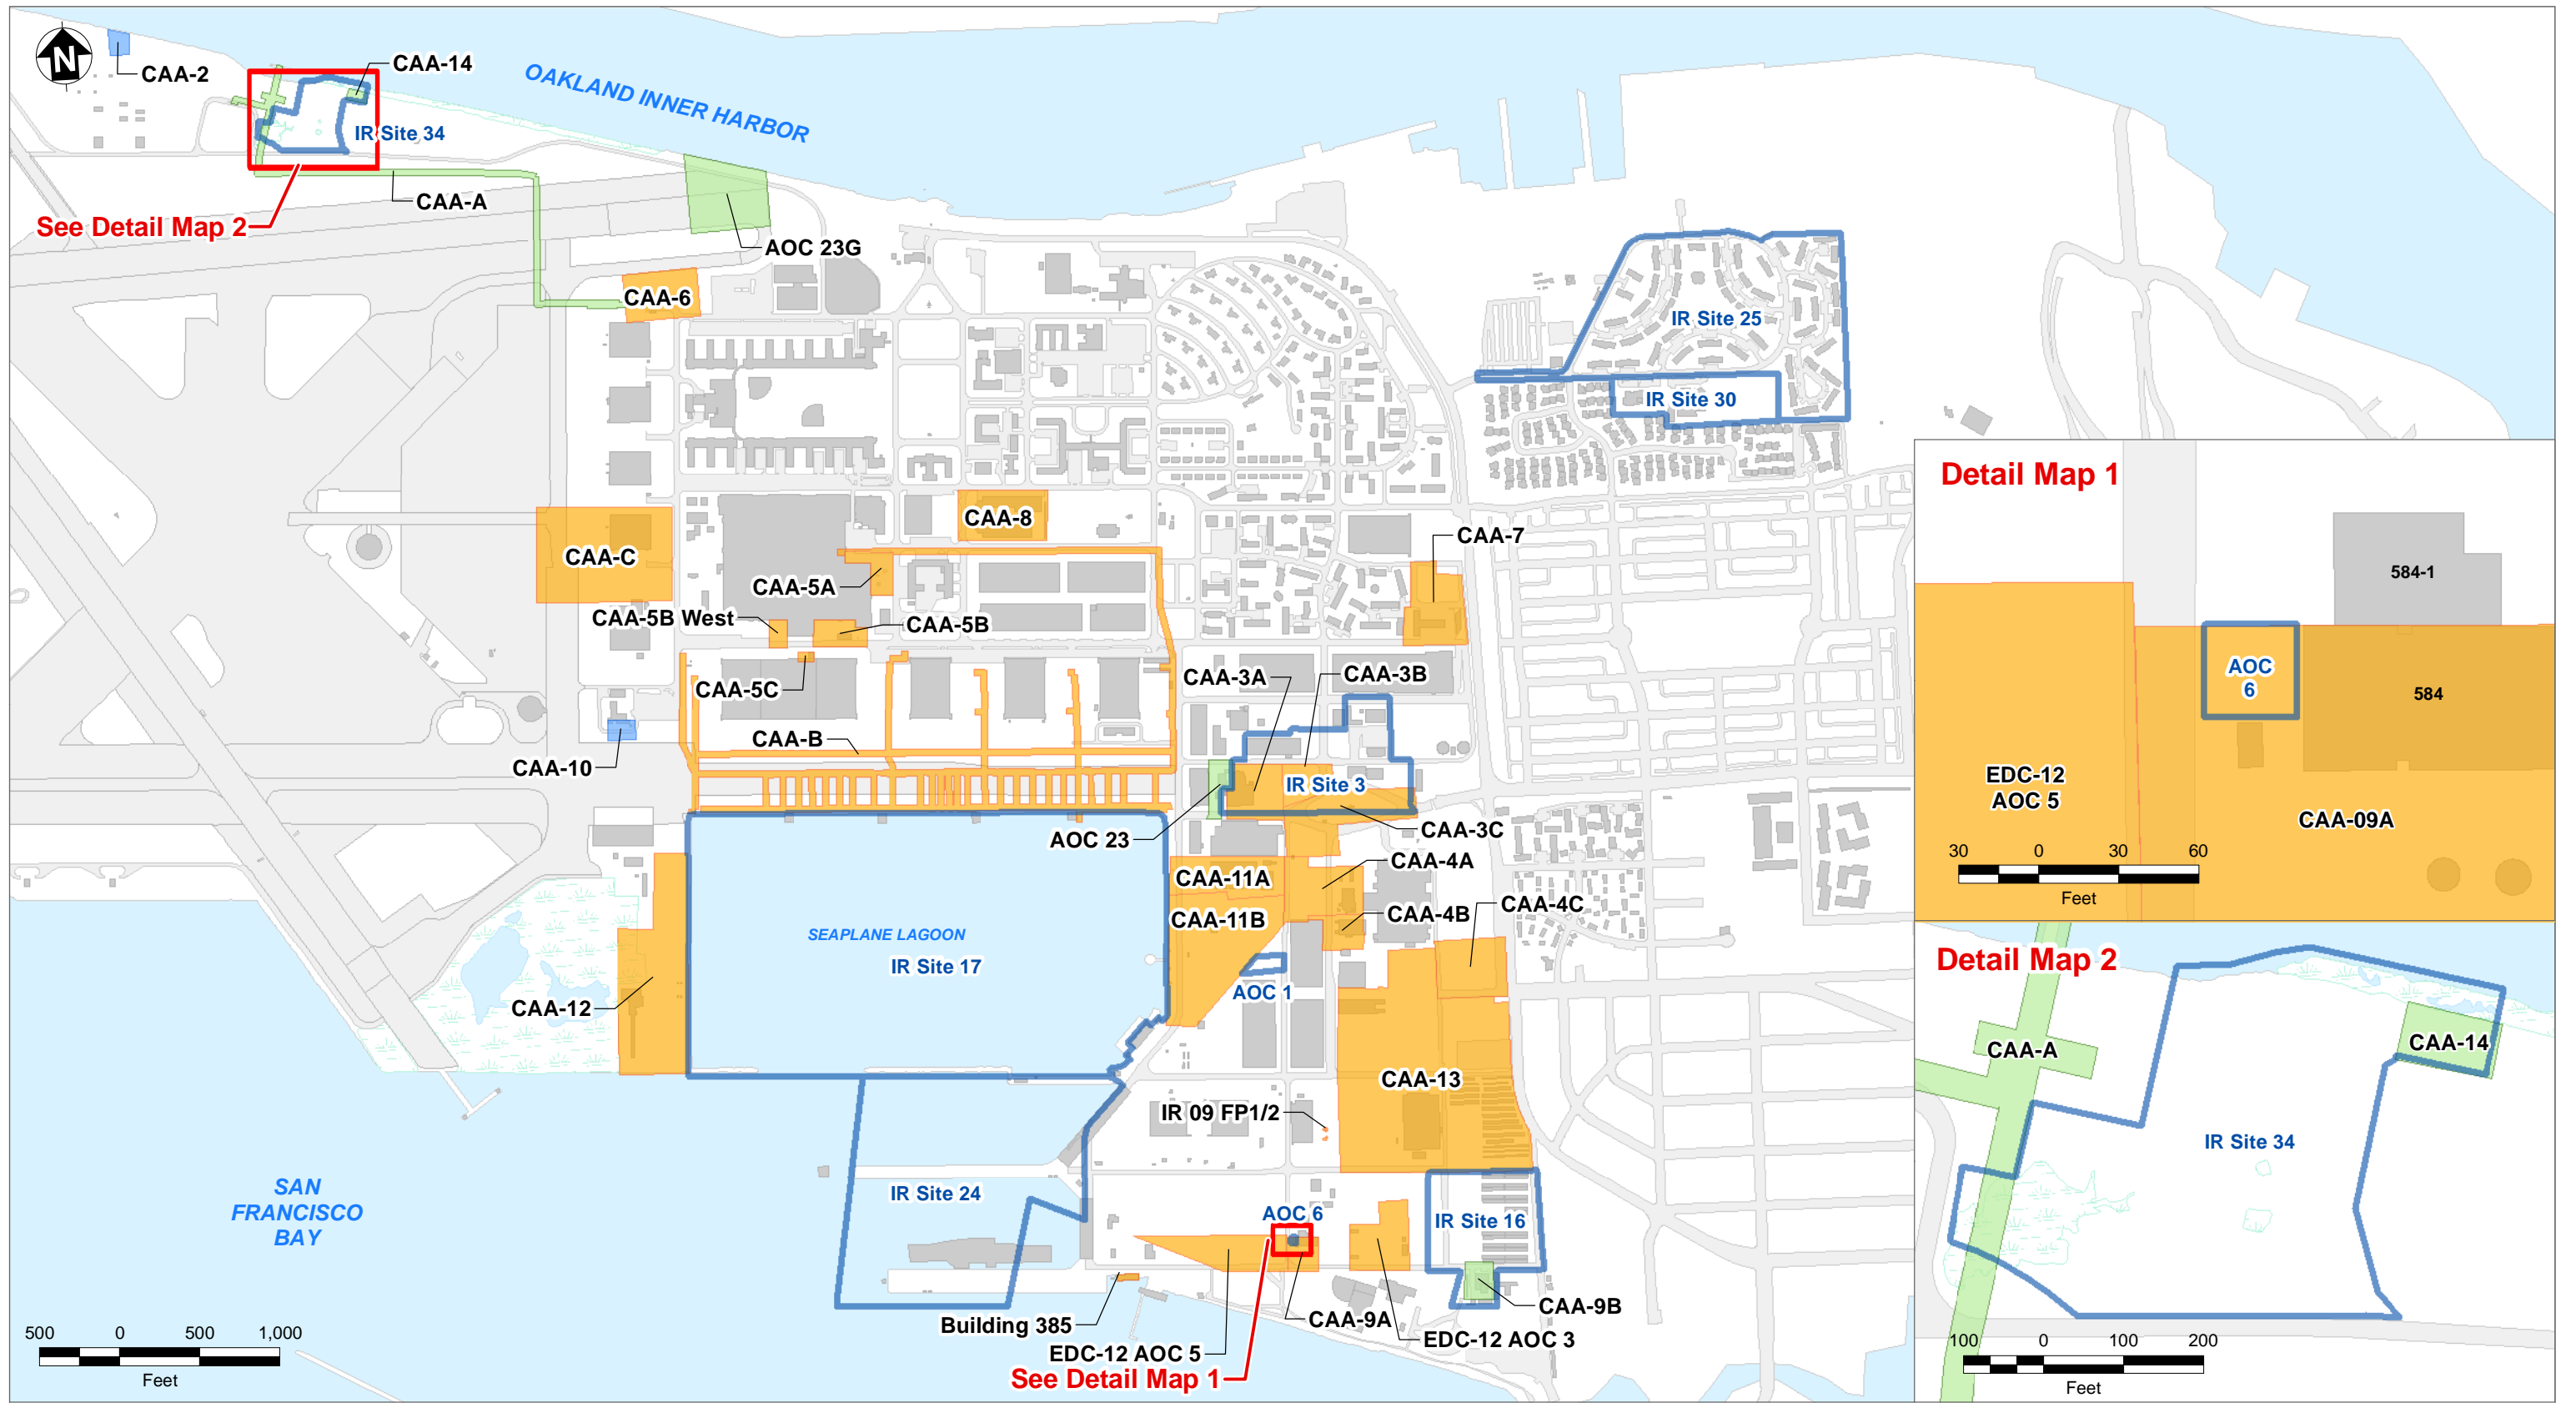 N
CAA-2
CAA-14
IR Site 34
OAKLAND INNER HARBOR
CAA-A
See Detail Map 2
AOC 23G
CAA-6
IR Site 25
IR Site 30
CAA-8
CAA-C
CAA-7
CAA-5A
CAA-5B West
CAA-5B
CAA-5C
CAA-3A
CAA-3B
CAA-B
CAA-10
IR Site 3
AOC 23
CAA-3C
CAA-4A
CAA-11A
CAA-4B
CAA-4C
CAA-11B
SEAPLANE LAGOON
IR Site 17
AOC 1
CAA-12
CAA-13
IR 09 FP1/2
SAN
FRANCISCO
BAY
IR Site 24
AOC 6
IR Site 16
CAA-9B
CAA-9A
Building 385
EDC-12 AOC 3
EDC-12 AOC 5
See Detail Map 1
500 0 500 1,000
Feet
Detail Map 1
584-1
AOC
6
584
EDC-12
AOC 5
CAA-09A
30 0 30 60
Feet
Detail Map 2
CAA-A
CAA-14
IR Site 34
100 0 100 200
Feet